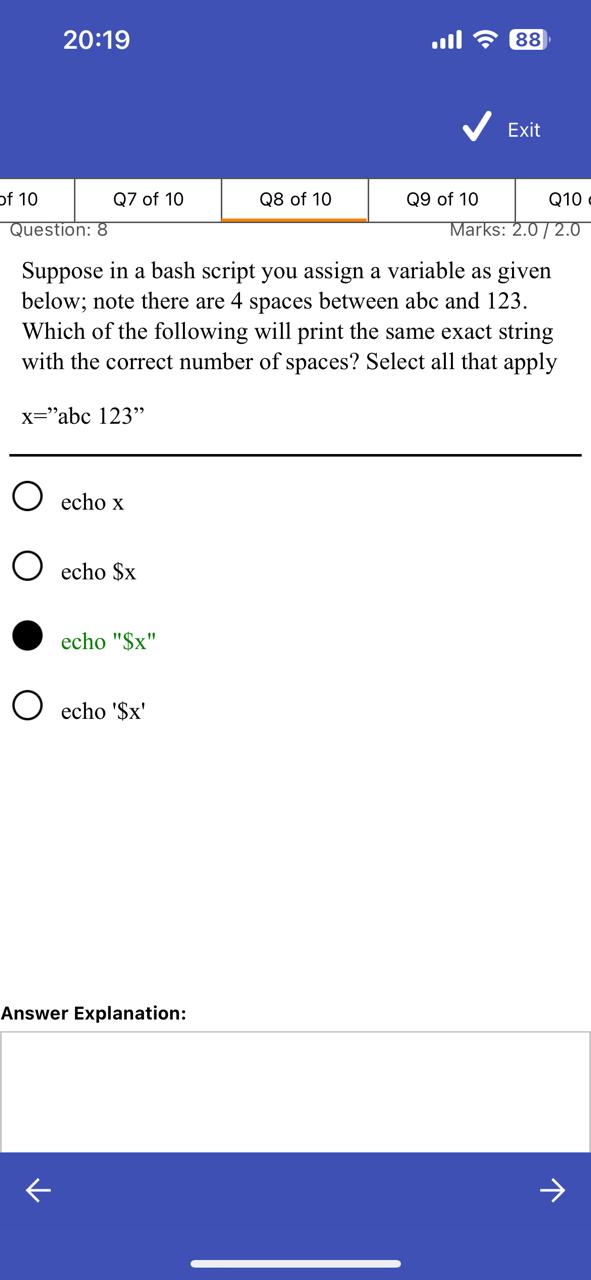 20:19
88
Exit
of 10
Q7 of 10
Q8 of 10
Q9 of 10
Q10
Question: 8
Marks: 2.0 / 2.0
Suppose in a bash script you assign a variable as given
below; note there are 4 spaces between abc and 123.
Which of the following will print the same exact string
with the correct number of spaces? Select all that apply
x=”abc 123”
echo x
echo $x
echo "$x"
echo '$x'
Answer Explanation: